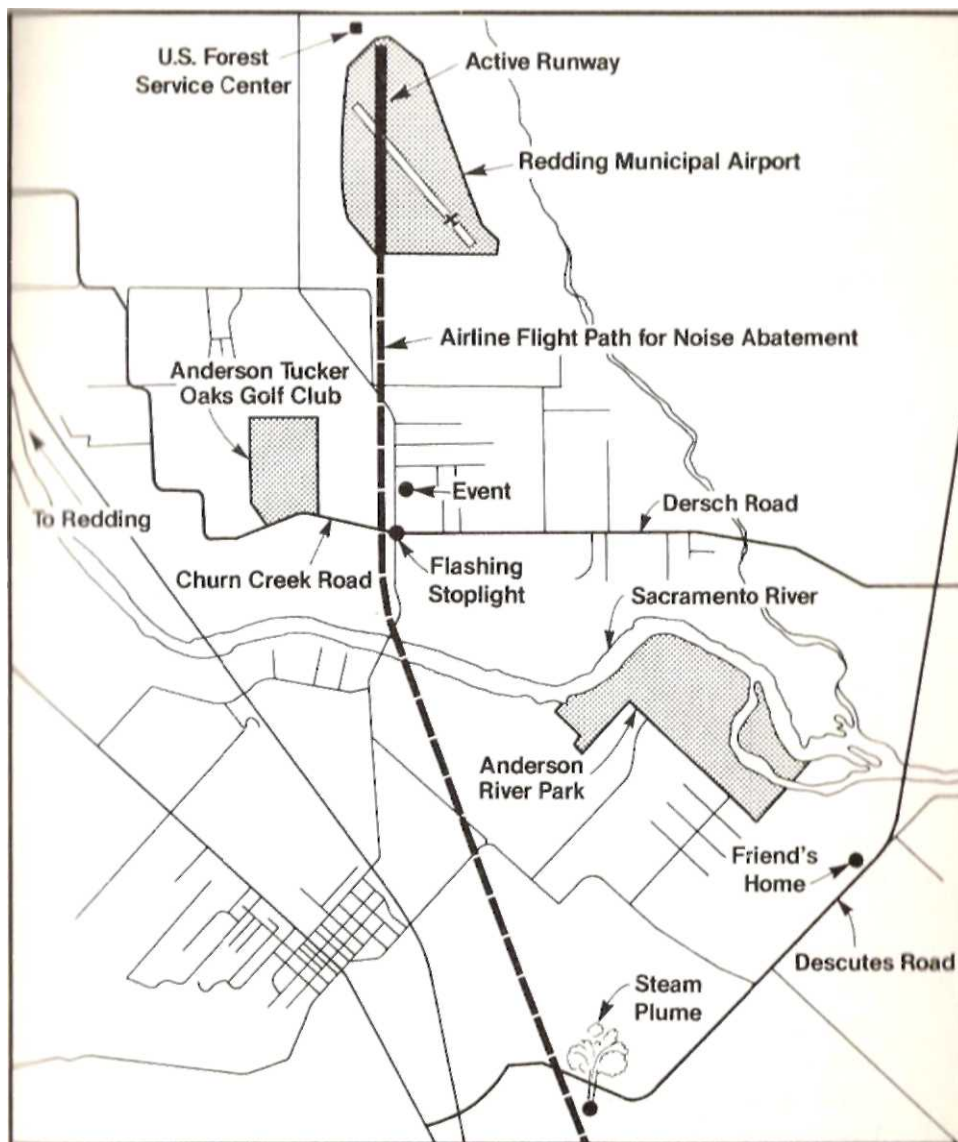 U.S. Forest
Service Center
Active Runway
Redding Municipal Airport
Airline Flight Path for Noise Abatement
Anderson Tucker
Oaks Golf Club
Event
To Redding
Dersch Road
Churn Creek Road
Flashing
Stoplight
Sacramento River
Anderson
River Park
Friend's
Home
Descutes Road
Steam
Plume